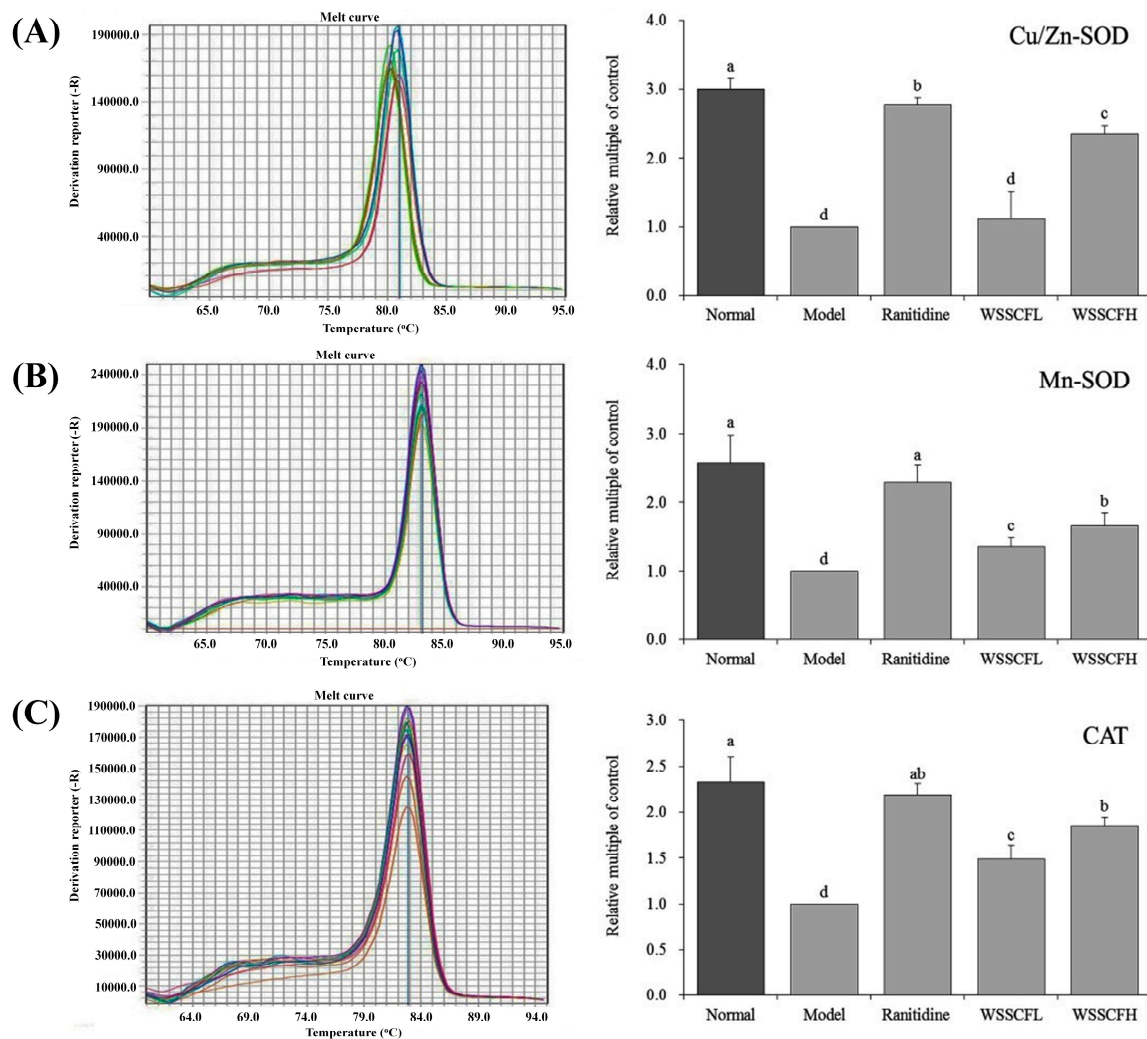 (A)
Melt curve
Derivation reporter (-R)
190000.0
140000.0
90000.0
40000.0
65.0 70.0 75.0 80.0 85.0 90.0 95.0
Temperature (°C)
Cu/Zn-SOD
Relative multiple of control
4.0
3.0
2.0
1.0
0.0
a
d
b
d
c
Normal Model Ranitidine WSSCFL WSSCFH
(B)
Melt curve
Derivation reporter (-R)
240000.0
190000.0
140000.0
90000.0
40000.0
65.0 70.0 75.0 80.0 85.0 90.0 95.0
Temperature (°C)
Mn-SOD
Relative multiple of control
4.0
3.0
2.0
1.0
0.0
a
d
a
c
b
Normal Model Ranitidine WSSCFL WSSCFH
(C)
Melt curve
Derivation reporter (-R)
190000.0
170000.0
150000.0
130000.0
110000.0
90000.0
70000.0
50000.0
30000.0
10000.0
64.0 69.0 74.0 79.0 84.0 89.0 94.0
Temperature (°C)
CAT
Relative multiple of control
3.0
2.5
2.0
1.5
1.0
0.5
0.0
a
d
ab
c
b
Normal Model Ranitidine WSSCFL WSSCFH